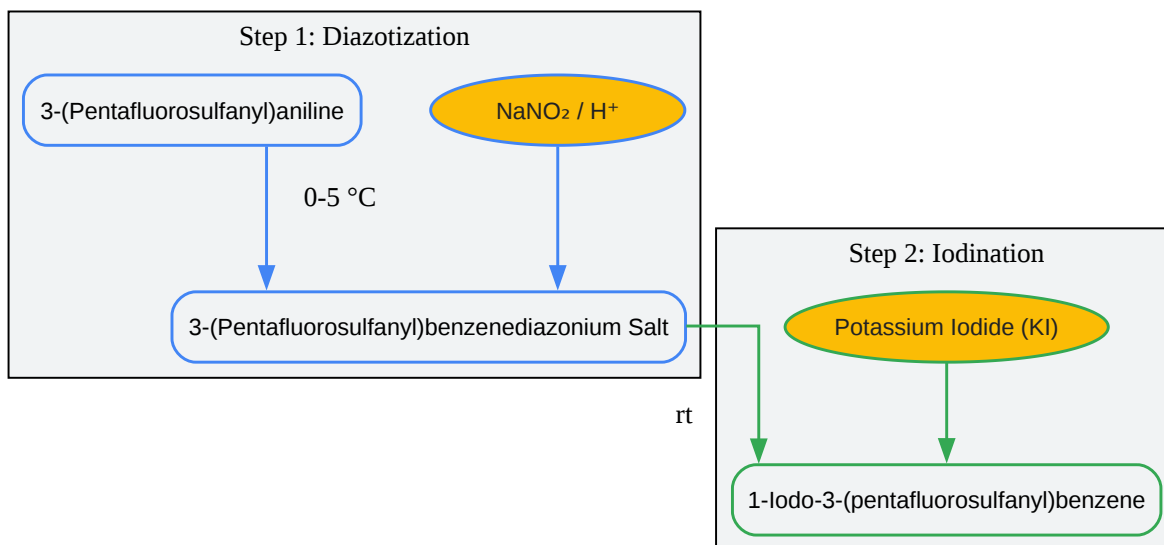 Step 1: Diazotization
3-(Pentafluorosulfanyl)aniline
NaNO₂ / H⁺
0-5 °C
3-(Pentafluorosulfanyl)benzenediazonium Salt
Step 2: Iodination
Potassium Iodide (KI)
rt
1-Iodo-3-(pentafluorosulfanyl)benzene